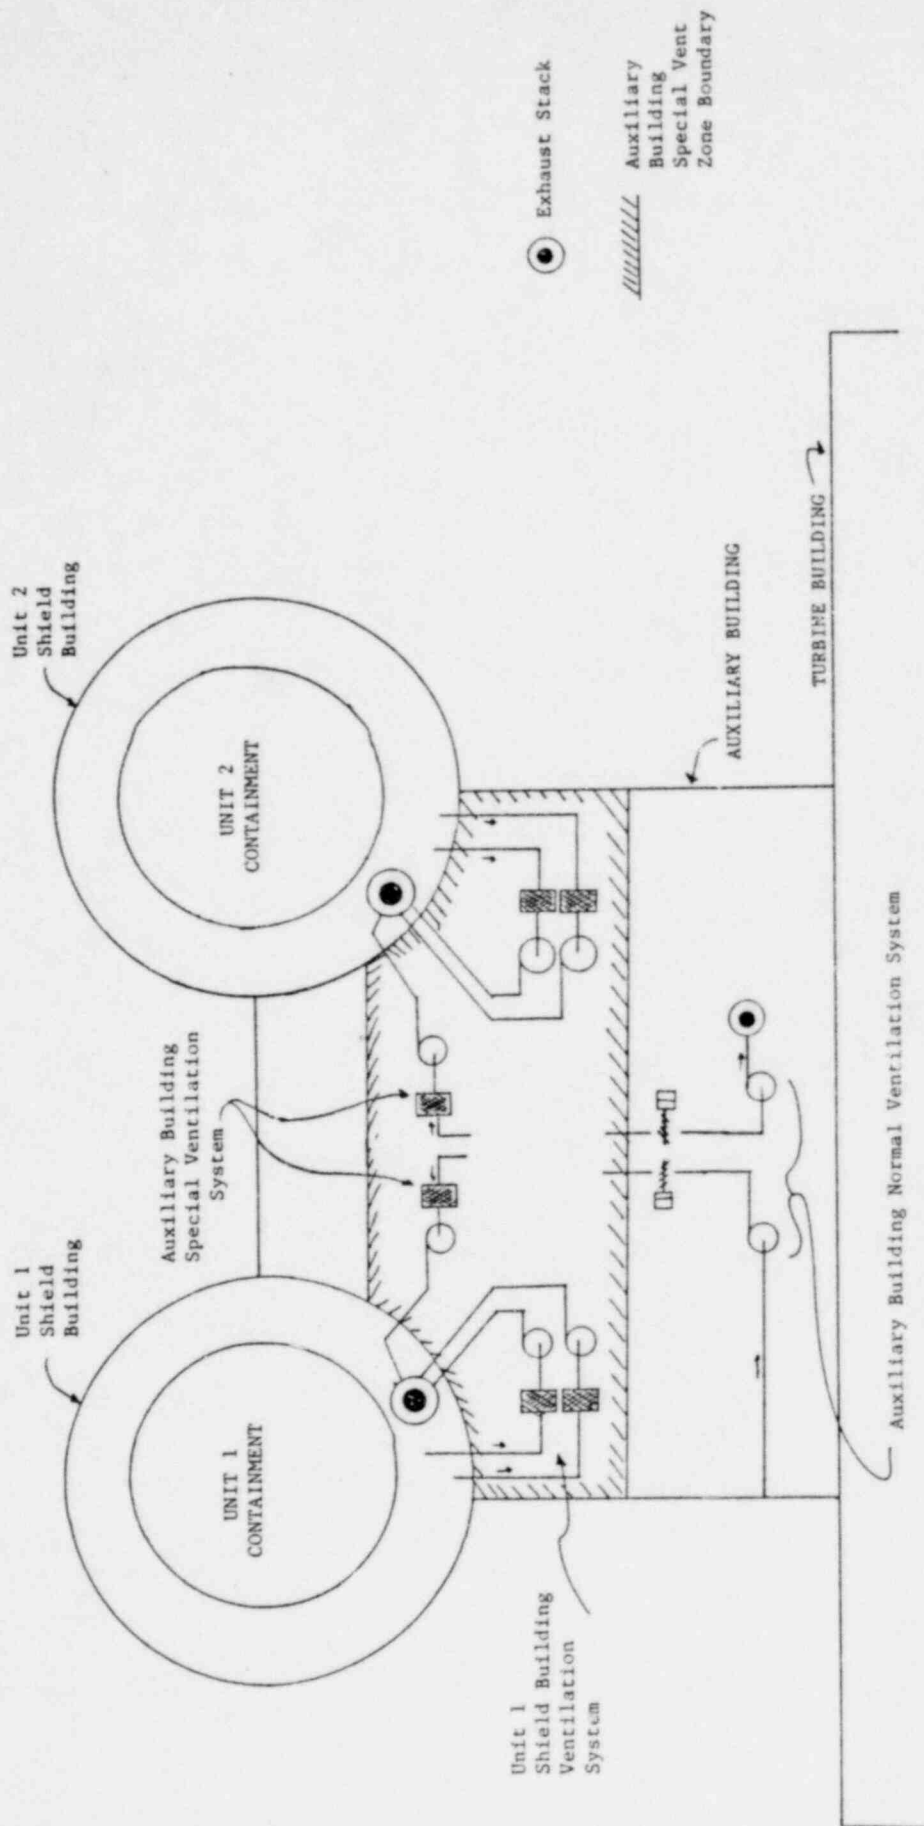 Unit 1
Shield
Building
Unit 2
Shield
Building
Auxiliary Building
Special Ventilation
System
UNIT 1
CONTAINMENT
UNIT 2
CONTAINMENT
Unit 1
Shield Building
Ventilation
System
AUXILIARY BUILDING
TURBINE BUILDING
Auxiliary Building Normal Ventilation System
Exhaust Stack
Auxiliary
Building
Special Vent
Zone Boundary